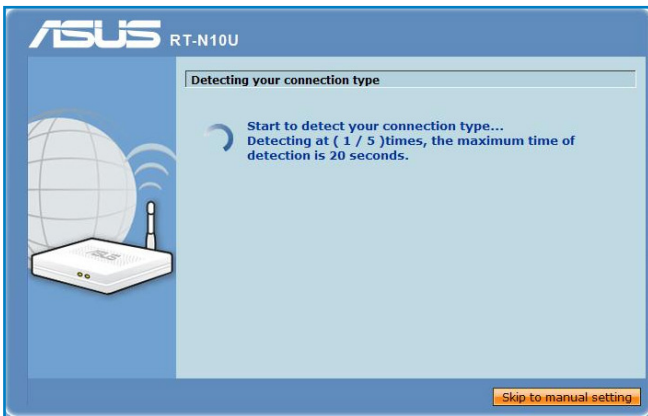 ASUS RT-N10U
Detecting your connection type
Start to detect your connection type...
Detecting at ( 1 / 5 )times, the maximum time of
detection is 20 seconds.
ASUS
Skip to manual setting